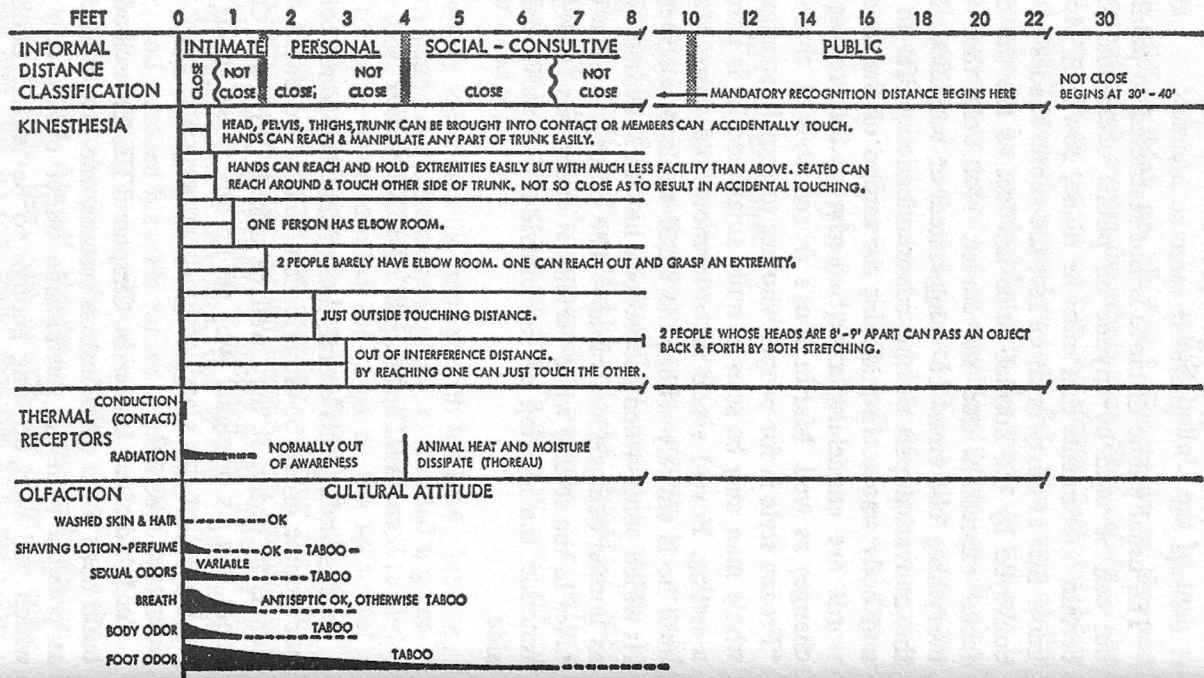 FEET 0 1 2 3 4 5 6 7 8 10 12 14 16 18 20 22 30
INFORMAL DISTANCE CLASSIFICATION
INTIMATE
CLOSE
NOT CLOSE
PERSONAL
CLOSE;
NOT CLOSE
SOCIAL - CONSULTIVE
CLOSE
NOT CLOSE
PUBLIC
MANDATORY RECOGNITION DISTANCE BEGINS HERE
NOT CLOSE
BEGINS AT 30' - 40'
KINESTHESIA
HEAD, PELVIS, THIGHS, TRUNK CAN BE BROUGHT INTO CONTACT OR MEMBERS CAN ACCIDENTALLY TOUCH.
HANDS CAN REACH & MANIPULATE ANY PART OF TRUNK EASILY.
HANDS CAN REACH AND HOLD EXTREMITIES EASILY BUT WITH MUCH LESS FACILITY THAN ABOVE. SEATED CAN
REACH AROUND & TOUCH OTHER SIDE OF TRUNK. NOT SO CLOSE AS TO RESULT IN ACCIDENTAL TOUCHING.
ONE PERSON HAS ELBOW ROOM.
2 PEOPLE BARELY HAVE ELBOW ROOM. ONE CAN REACH OUT AND GRASP AN EXTREMITY.
JUST OUTSIDE TOUCHING DISTANCE.
OUT OF INTERFERENCE DISTANCE.
BY REACHING ONE CAN JUST TOUCH THE OTHER.
2 PEOPLE WHOSE HEADS ARE 8'-9' APART CAN PASS AN OBJECT
BACK & FORTH BY BOTH STRETCHING.
THERMAL RECEPTORS
CONDUCTION
(CONTACT)
RADIATION
NORMALLY OUT
OF AWARENESS
ANIMAL HEAT AND MOISTURE
DISSIPATE (THOREAU)
OLFACTION
CULTURAL ATTITUDE
WASHED SKIN & HAIR
OK
SHAVING LOTION-PERFUME
OK TABOO
SEXUAL ODORS
VARIABLE
TABOO
BREATH
ANTISEPTIC OK, OTHERWISE TABOO
BODY ODOR
TABOO
FOOT ODOR
TABOO